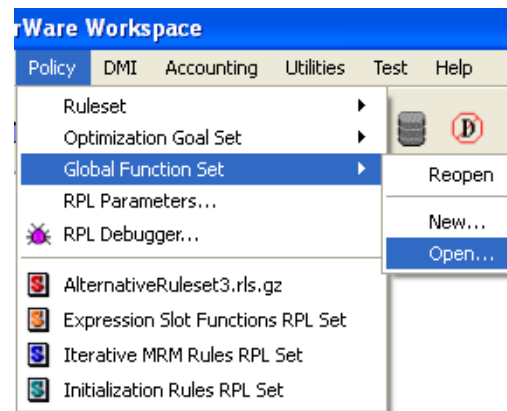 rWare Workspace
Policy DMI Accounting Utilities Test Help
Ruleset
Optimization Goal Set
Global Function Set
Reopen
RPL Parameters...
New...
RPL Debugger...
Open...
AlternativeRuleset3.rls.gz
Expression Slot Functions RPL Set
Iterative MRM Rules RPL Set
Initialization Rules RPL Set